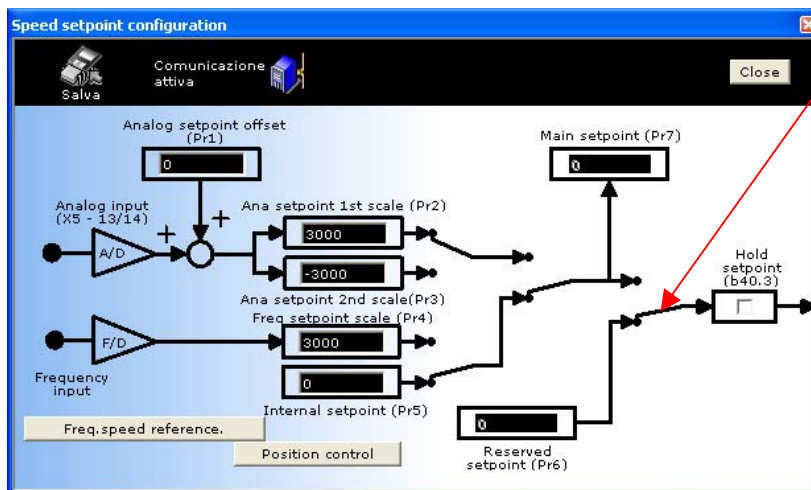 Speed setpoint configuration
Salva
Comunicazione
attiva
Close
Analog setpoint offset
(Pr1)
0
Main setpoint (Pr7)
0
Analog input
(X5 - 13/14)
+
+
A/D
Ana setpoint 1st scale (Pr2)
3000
-3000
Ana setpoint 2nd scale(Pr3)
Hold
setpoint
(b40.3)
Freq setpoint scale (Pr4)
F/D
3000
Frequency
input
0
Internal setpoint (Pr5)
Freq.speed reference.
Position control
0
Reserved
setpoint (Pr6)